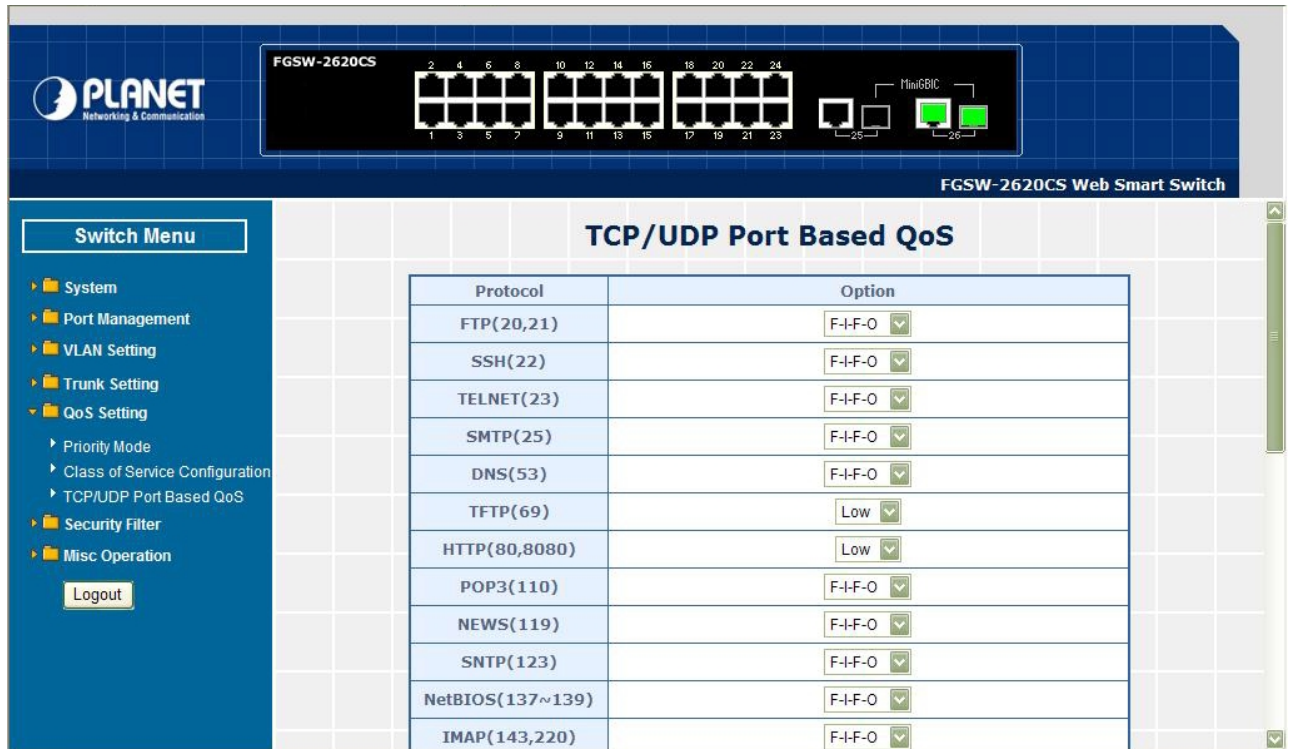 FGSW-2620CS
2 4 6 8 10 12 14 16 18 20 22 24
MiniGBIC
PLANET
Networking & Communication
1 3 5 7 9 11 13 15 17 19 21 23
25 26
FGSW-2620CS Web Smart Switch
Switch Menu
System
Port Management
VLAN Setting
Trunk Setting
QoS Setting
Priority Mode
Class of Service Configuration
TCP/UDP Port Based QoS
Security Filter
Misc Operation
Logout
TCP/UDP Port Based QoS
Protocol Option
FTP(20,21) F-I-F-O
SSH(22) F-I-F-O
TELNET(23) F-I-F-O
SMTP(25) F-I-F-O
DNS(53) F-I-F-O
TFTP(69) Low
HTTP(80,8080) Low
POP3(110) F-I-F-O
NEWS(119) F-I-F-O
SNTP(123) F-I-F-O
NetBIOS(137~139) F-I-F-O
IMAP(143,220) F-I-F-O